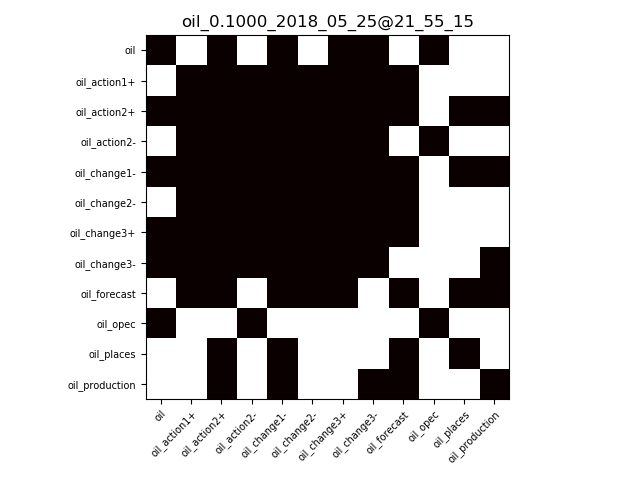 oil_0.1000_2018_05_25@21_55_15
oil
oil_action1+
oil_action2+
oil_action2-
oil_change1-
oil_change2-
oil_change3+
oil_change3-
oil_forecast
oil_opec
oil_places
oil_production
oil
oil_action1+
oil_action2+
oil_action2-
oil_change1-
oil_change2-
oil_change3+
oil_change3-
oil_forecast
oil_opec
oil_places
oil_production